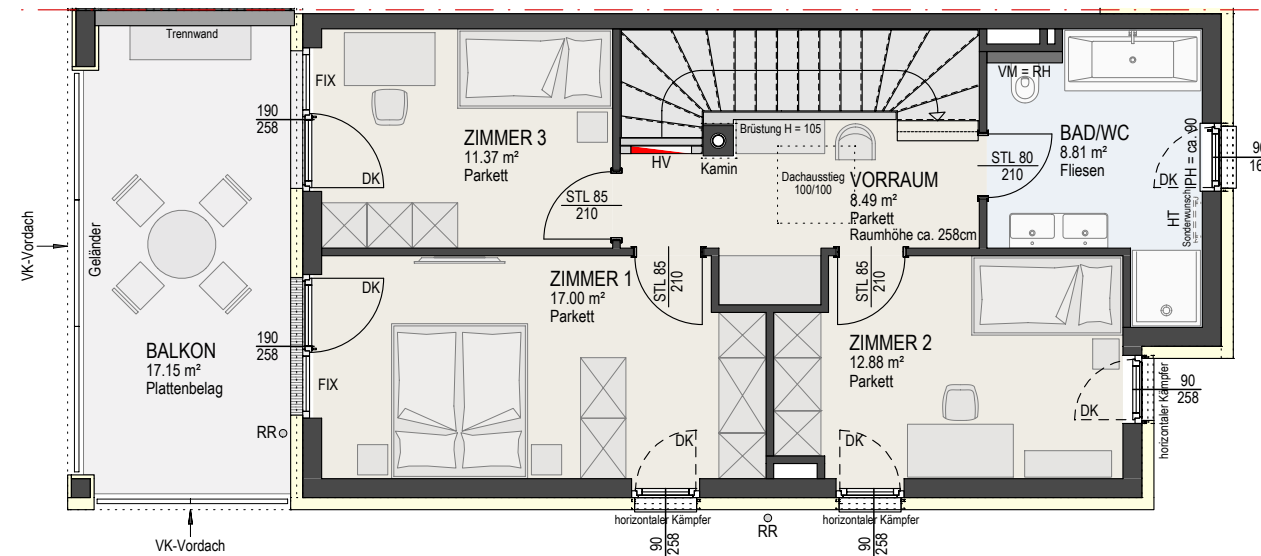 Trennwand
FIX
190
258
DK
ZIMMER 3
11.37 m²
Parkett
STL 85
210
HV
Kamin
Brüstung H = 105
Dachausstieg
100/100
VORRAUM
8.49 m²
Parkett
Raumhöhe ca. 258cm
VM = RH
STL 80
210
BAD/WC
8.81 m²
Fliesen
DK
PH = ca. 90
HT
Sonderwunsch
90
VK-Vordach
Geländer
BALKON
17.15 m²
Plattenbelag
190
258
DK
FIX
RR
ZIMMER 1
17.00 m²
Parkett
STL 85
210
STL 85
210
ZIMMER 2
12.88 m²
Parkett
DK
90
258
horizontaler Kämpfer
DK
DK
horizontaler Kämpfer
90
258
RR
horizontaler Kämpfer
90
258
VK-Vordach